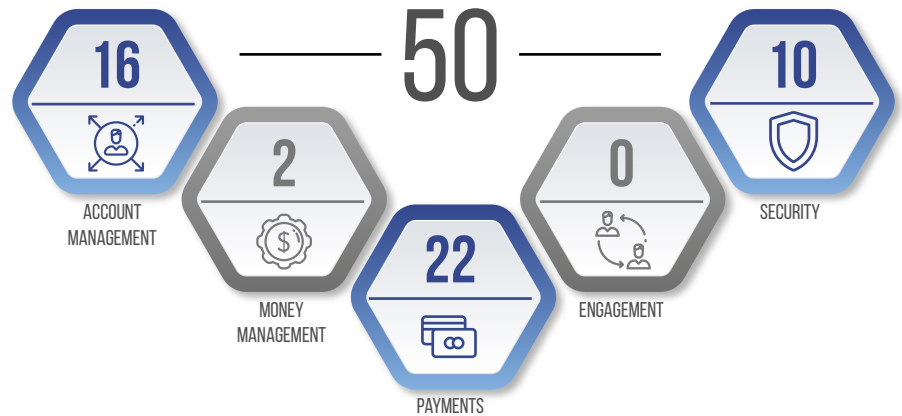 50
16
ACCOUNT
MANAGEMENT
2
$
MONEY
MANAGEMENT
22
PAYMENTS
0
ENGAGEMENT
10
SECURITY